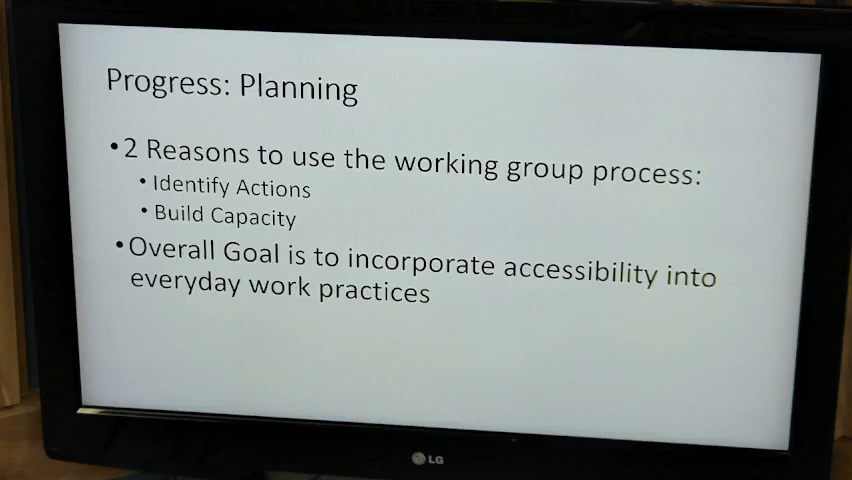 Progress: Planning
•2 Reasons to use the working group process:
• Identify Actions
• Build Capacity
•Overall Goal is to incorporate accessibility into
everyday work practices
LG